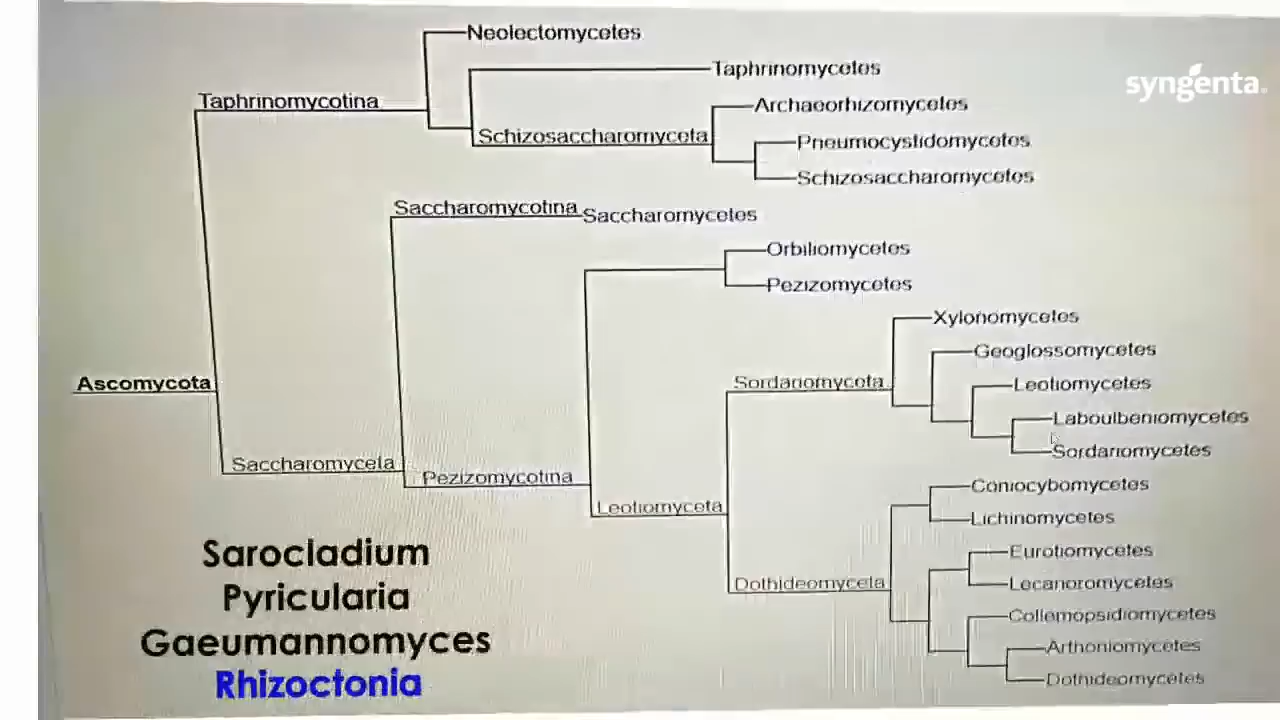 Neolectomycetes
Taphrinomycetes
syngenta.
Taphrinomycotina
Archaeorhizomycetes
Schizosaccharomyceta
Pneumocystidomycetes
Schizosaccharomycetes
Saccharomycotina
Saccharomycetes
Orbiliomycetes
Pezizomycetes
Xylonomycetes
Geoglossomycetes
Ascomycota
Sordariomyceta
Leotiomycetes
Laboulbeniomycetes
Sordariomycetes
Saccharomyceta
Pezizomycotina
Coniocybomycetes
Leotiomyceta
Lichinomycetes
Sarocladium
Eurotiomycetes
Dothideomyceta
Lecanoromycetes
Pyricularia
Collemopsidiomycetes
Gaeumannomyces
Arthoniomycetes
Rhizoctonia
Dothideomycetes